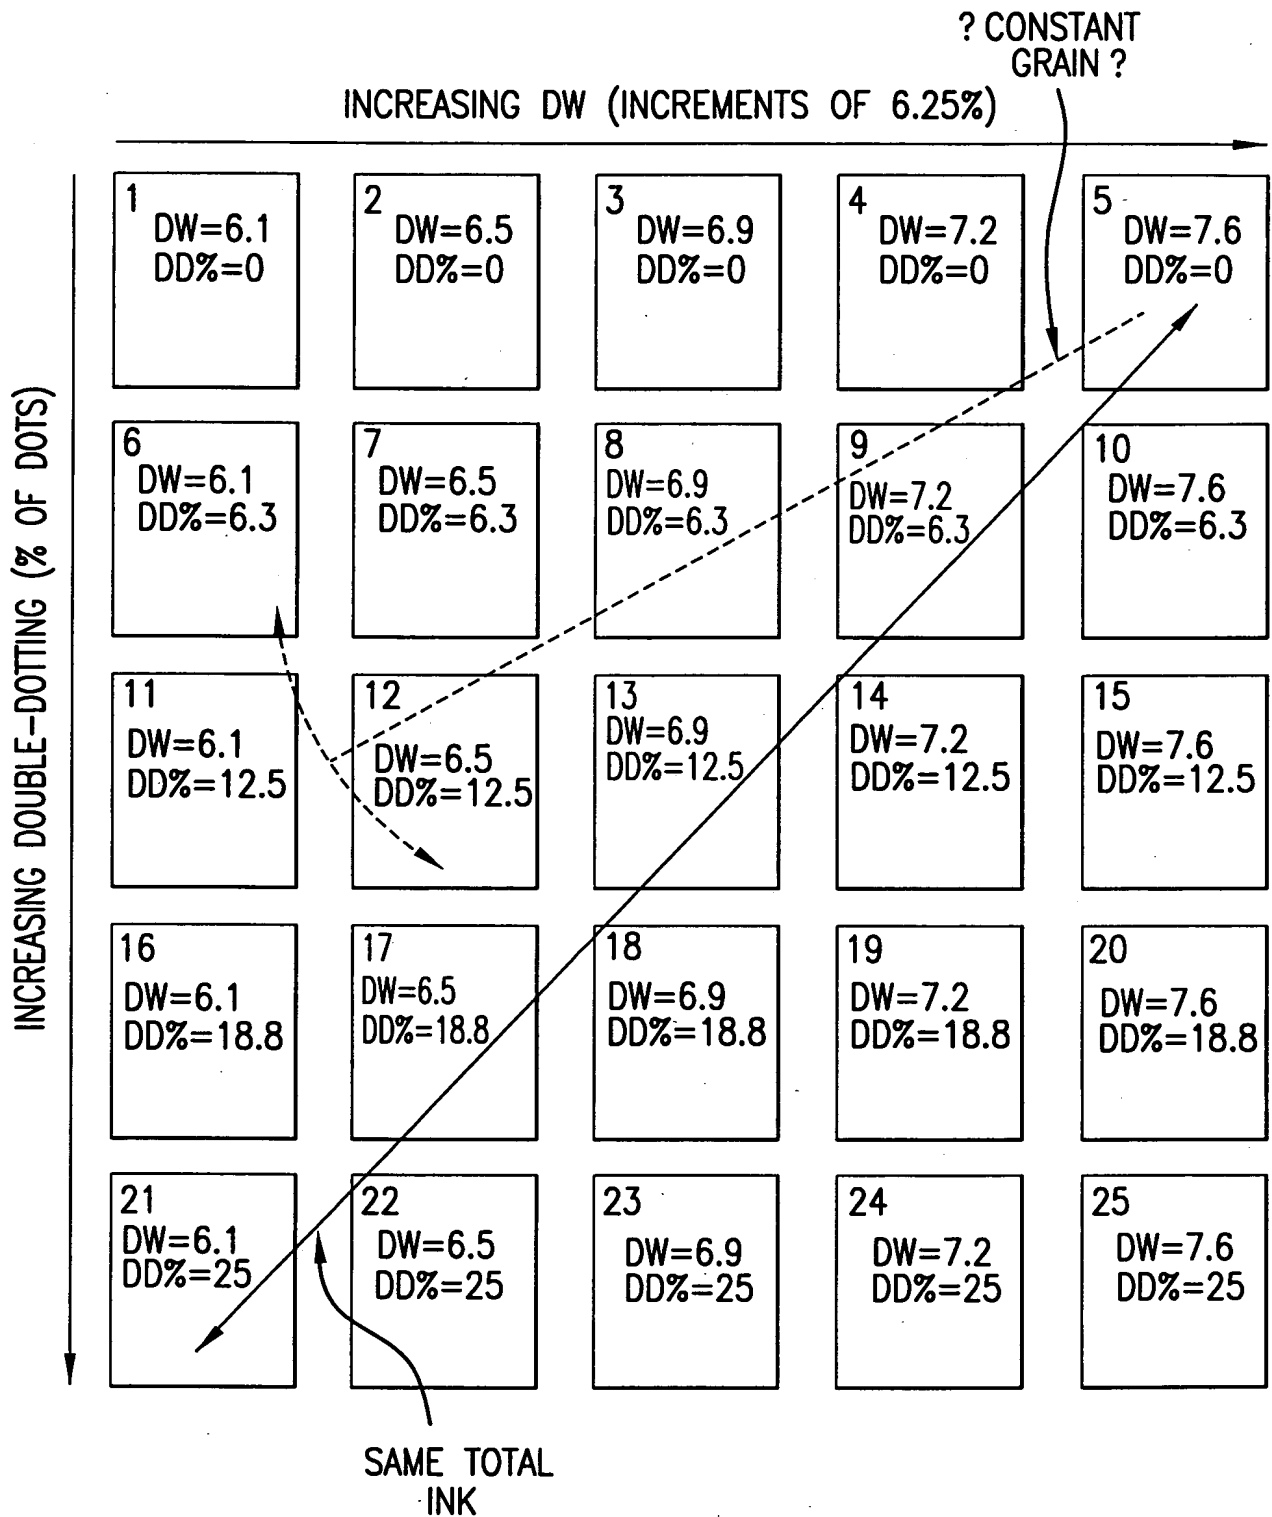 ? CONSTANT
GRAIN ?
INCREASING DW (INCREMENTS OF 6.25%)
INCREASING DOUBLE-DOTTING (% OF DOTS)
1
DW=6.1
DD%=0
2
DW=6.5
DD%=0
3
DW=6.9
DD%=0
4
DW=7.2
DD%=0
5
DW=7.6
DD%=0
6
DW=6.1
DD%=6.3
7
DW=6.5
DD%=6.3
8
DW=6.9
DD%=6.3
9
DW=7.2
DD%=6.3
10
DW=7.6
DD%=6.3
11
DW=6.1
DD%=12.5
12
DW=6.5
DD%=12.5
13
DW=6.9
DD%=12.5
14
DW=7.2
DD%=12.5
15
DW=7.6
DD%=12.5
16
DW=6.1
DD%=18.8
17
DW=6.5
DD%=18.8
18
DW=6.9
DD%=18.8
19
DW=7.2
DD%=18.8
20
DW=7.6
DD%=18.8
21
DW=6.1
DD%=25
22
DW=6.5
DD%=25
23
DW=6.9
DD%=25
24
DW=7.2
DD%=25
25
DW=7.6
DD%=25
SAME TOTAL
INK